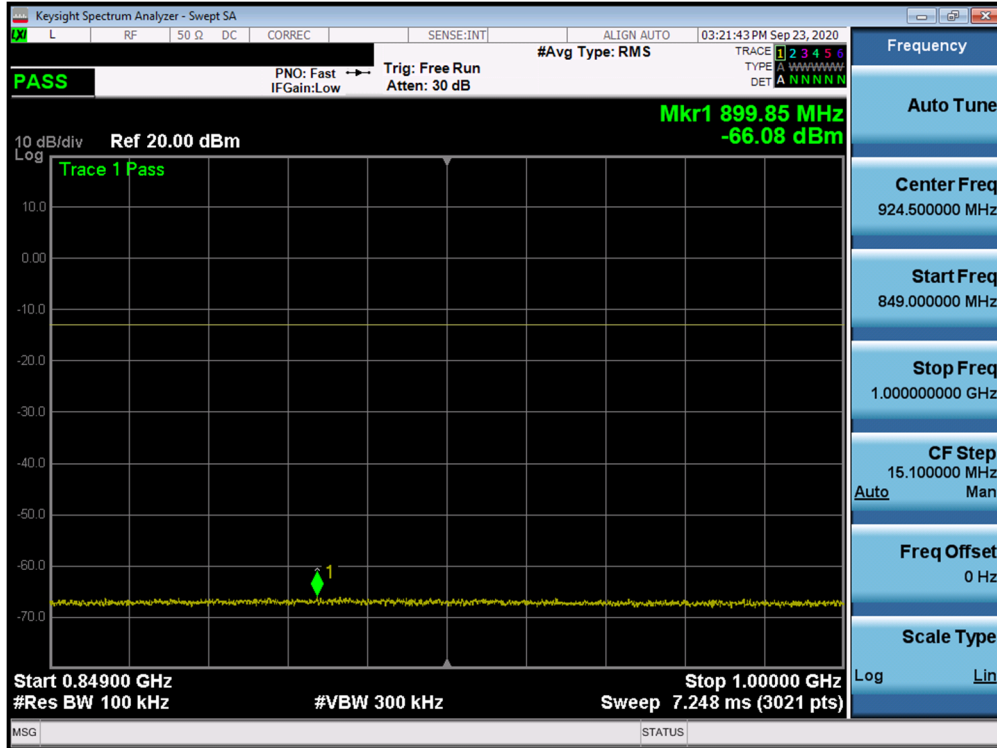 Keysight Spectrum Analyzer - Swept SA
LXI L RF 50 Ω DC CORREC SENSE:INT ALIGN AUTO 03:21:43 PM Sep 23, 2020
#Avg Type: RMS
TRACE 1 2 3 4 5 6
TYPE A WWWWW
DET A N N N N N
PASS
PNO: Fast
IFGain:Low
Trig: Free Run
Atten: 30 dB
Mkr1 899.85 MHz
-66.08 dBm
10 dB/div Ref 20.00 dBm
Log
Trace 1 Pass
10.0
0.00
-10.0
-20.0
-30.0
-40.0
-50.0
-60.0
-70.0
1
Start 0.84900 GHz
Stop 1.00000 GHz
#Res BW 100 kHz
#VBW 300 kHz
Sweep 7.248 ms (3021 pts)
MSG
STATUS
Frequency
Auto Tune
Center Freq
924.500000 MHz
Start Freq
849.000000 MHz
Stop Freq
1.000000000 GHz
CF Step
15.100000 MHz
Auto Man
Freq Offset
0 Hz
Scale Type
Log Lin